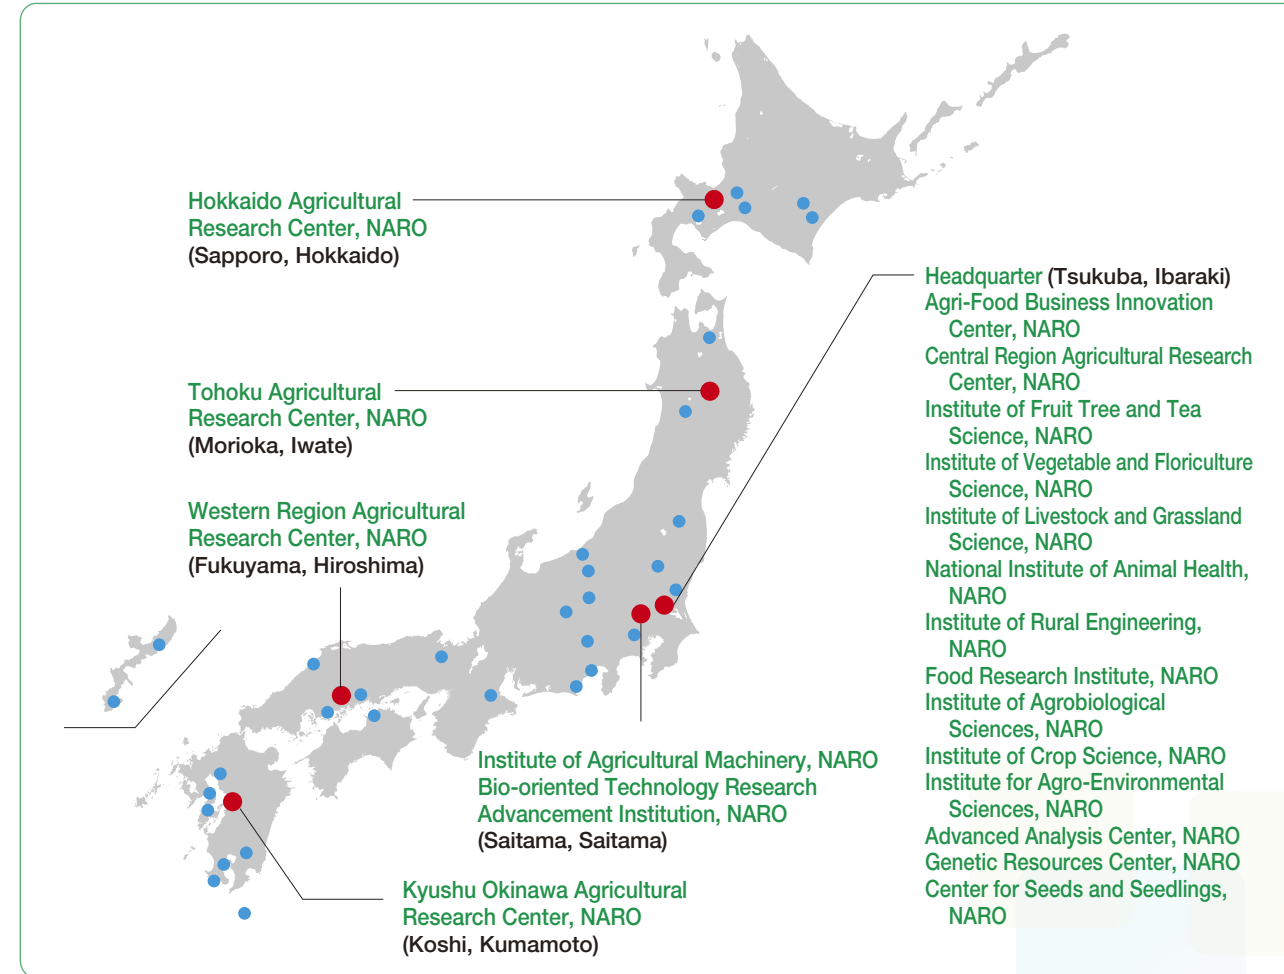 Hokkaido Agricultural
Research Center, NARO
(Sapporo, Hokkaido)
Tohoku Agricultural
Research Center, NARO
(Morioka, Iwate)
Western Region Agricultural
Research Center, NARO
(Fukuyama, Hiroshima)
Headquarter (Tsukuba, Ibaraki)
Agri-Food Business Innovation
Center, NARO
Central Region Agricultural Research
Center, NARO
Institute of Fruit Tree and Tea
Science, NARO
Institute of Vegetable and Floriculture
Science, NARO
Institute of Livestock and Grassland
Science, NARO
National Institute of Animal Health,
NARO
Institute of Rural Engineering,
NARO
Food Research Institute, NARO
Institute of Agrobiological
Sciences, NARO
Institute of Crop Science, NARO
Institute for Agro-Environmental
Sciences, NARO
Advanced Analysis Center, NARO
Genetic Resources Center, NARO
Center for Seeds and Seedlings,
NARO
Institute of Agricultural Machinery, NARO
Bio-oriented Technology Research
Advancement Institution, NARO
(Saitama, Saitama)
Kyushu Okinawa Agricultural
Research Center, NARO
(Koshi, Kumamoto)